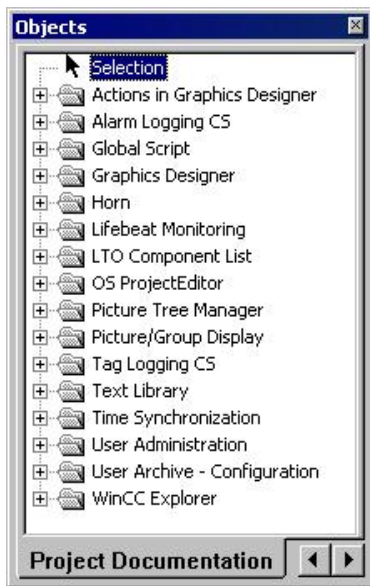 Objects
Selection
Actions in Graphics Designer
Alarm Logging CS
Global Script
Graphics Designer
Horn
Lifebeat Monitoring
LTO Component List
OS ProjectEditor
Picture Tree Manager
Picture/Group Display
Tag Logging CS
Text Library
Time Synchronization
User Administration
User Archive - Configuration
WinCC Explorer
Project Documentation